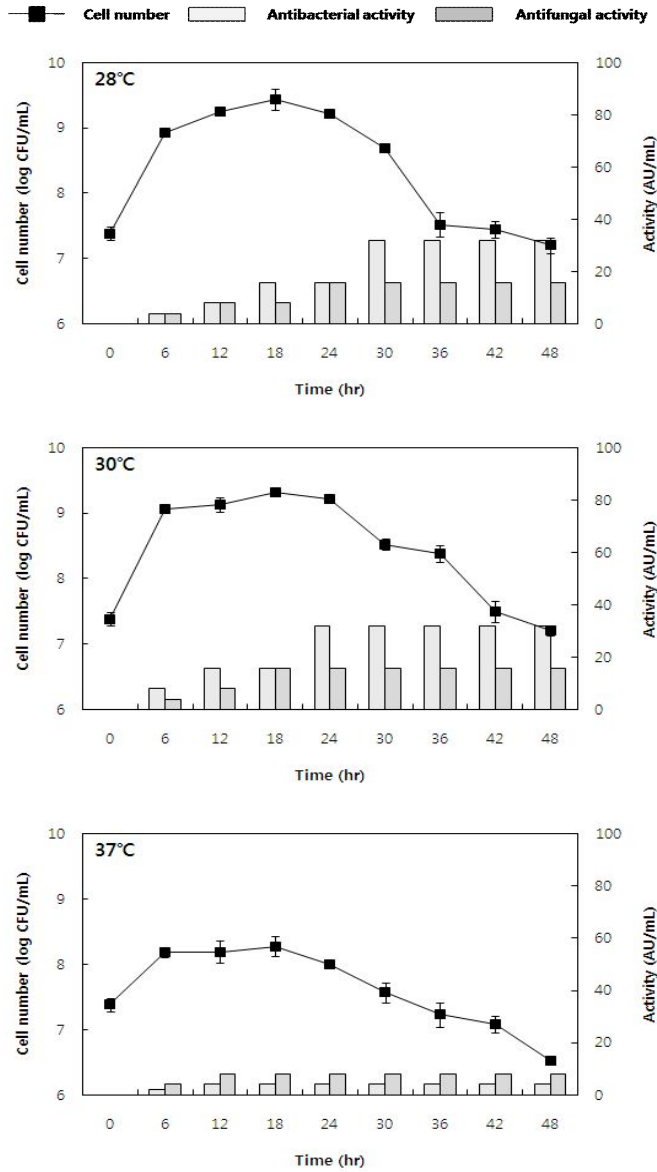 Cell number Antibacterial activity Antifungal activity
28℃
Cell number (log CFU/mL)
10
9
8
7
6
Activity (AU/mL)
100
80
60
40
20
0
0 6 12 18 24 30 36 42 48
Time (hr)
30℃
Cell number (log CFU/mL)
10
9
8
7
6
Activity (AU/mL)
100
80
60
40
20
0
0 6 12 18 24 30 36 42 48
Time (hr)
37℃
Cell number (log CFU/mL)
10
9
8
7
6
Activity (AU/mL)
100
80
60
40
20
0
0 6 12 18 24 30 36 42 48
Time (hr)